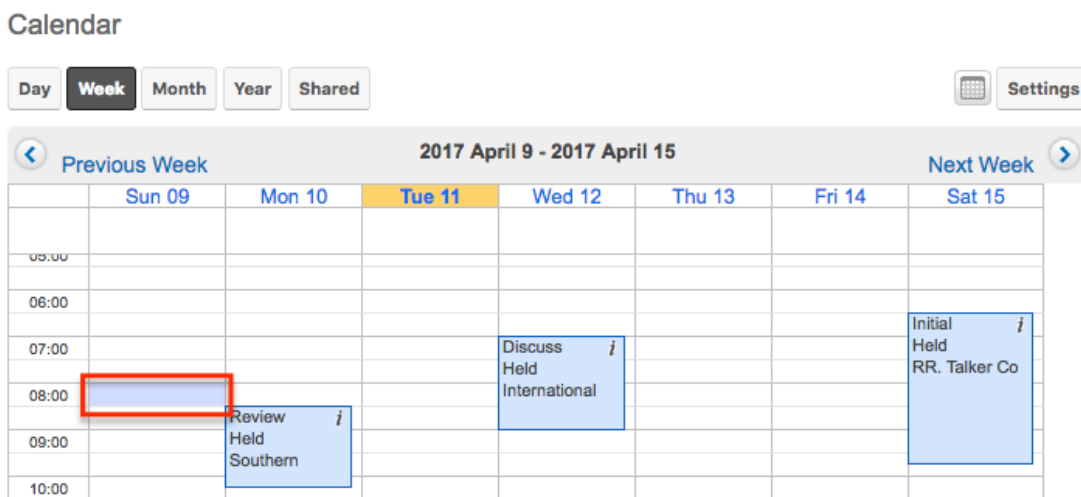 Calendar
Day Week Month Year Shared Settings
Previous Week 2017 April 9 - 2017 April 15 Next Week
Sun 09 Mon 10 Tue 11 Wed 12 Thu 13 Fri 14 Sat 15
05:00
06:00
Initial i
07:00 Discuss i Held
Held RR. Talker Co
08:00 International
Review i
09:00 Held
Southern
10:00